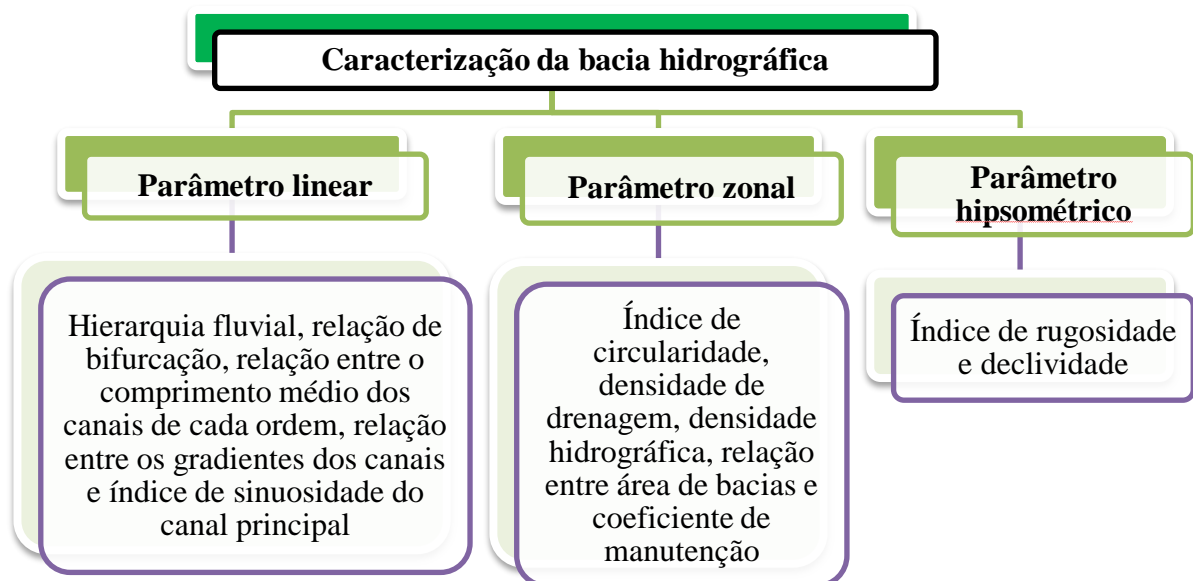 Caracterização da bacia hidrográfica
Parâmetro linear
Hierarquia fluvial, relação de
bifurcação, relação entre o
comprimento médio dos
canais de cada ordem, relação
entre os gradientes dos canais
e índice de sinuosidade do
canal principal
Parâmetro zonal
Índice de
circularidade,
densidade de
drenagem, densidade
hidrográfica, relação
entre área de bacias e
coeficiente de
manutenção
Parâmetro
hipsométrico
Índice de rugosidade
e declividade